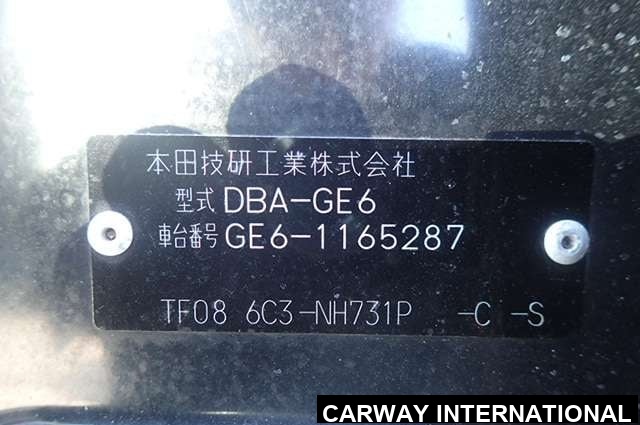 本田技研工業株式会社
型式 DBA-GE6
車台番号 GE6-1165287
TF08 6C3-NH731P -C -S
CARWAY INTERNATIONAL